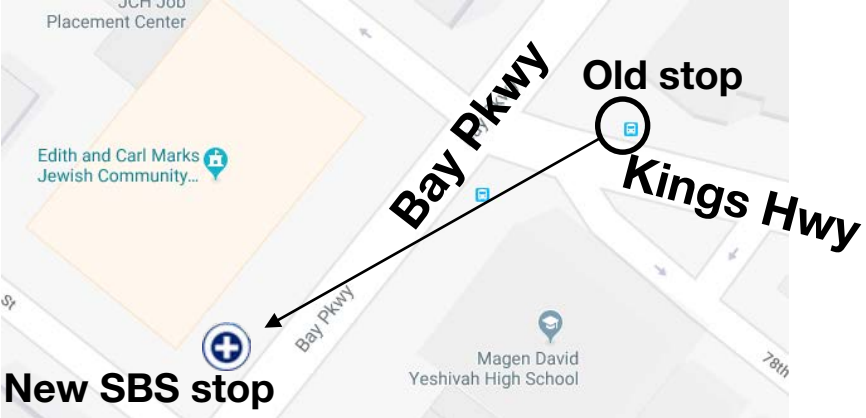 JCH Job
Placement Center
Old stop
Bay Pkwy
Edith and Carl Marks
Jewish Community...
Kings Hwy
St
Bay Pkwy
Magen David
Yeshivah High School
78th
New SBS stop